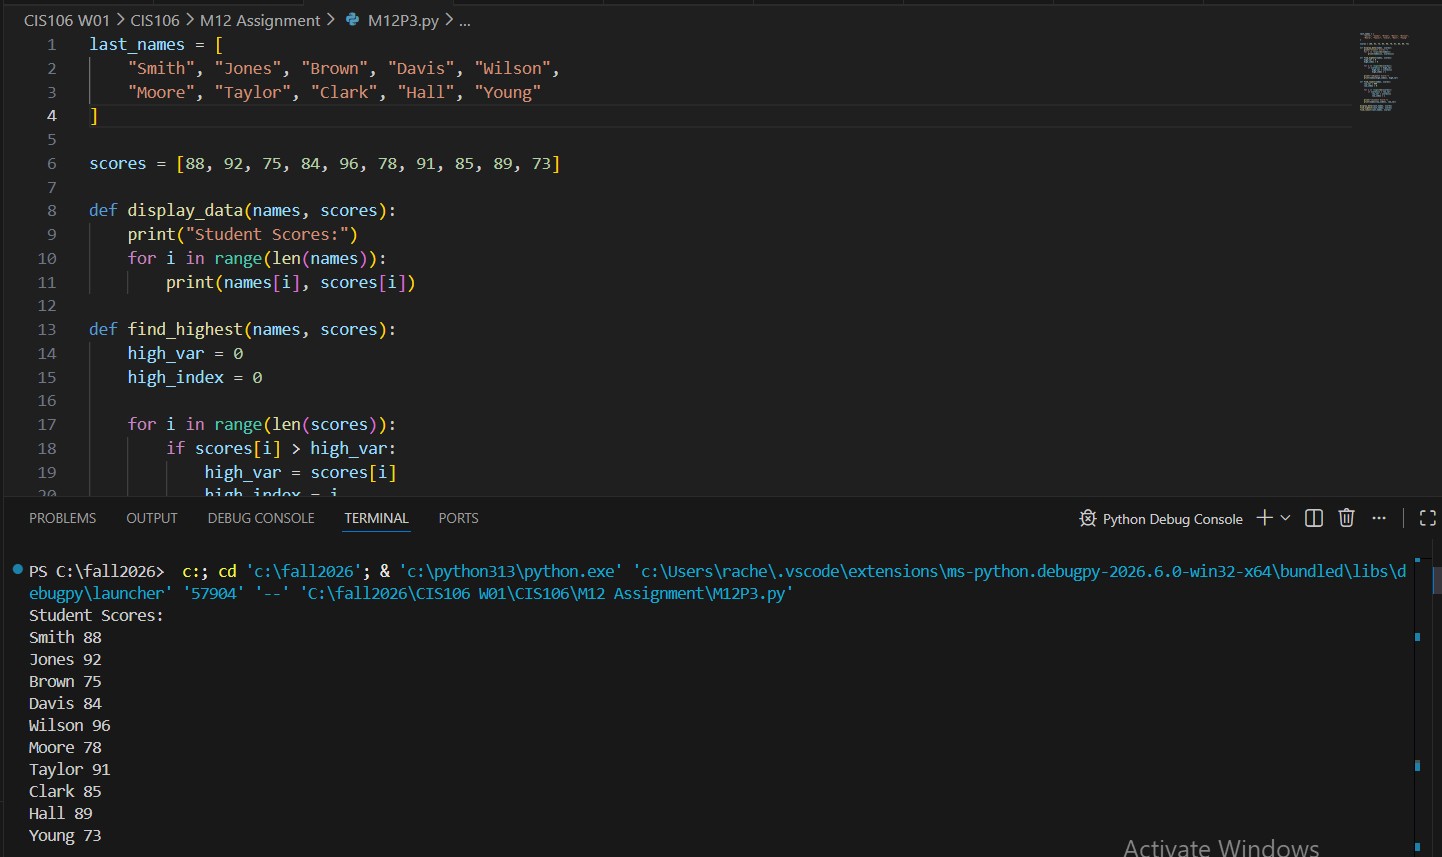 CIS106 W01 > CIS106 > M12 Assignment > M12P3.py > ...
1 last_names = [
2     "Smith", "Jones", "Brown", "Davis", "Wilson",
3     "Moore", "Taylor", "Clark", "Hall", "Young"
4 ]
5
6 scores = [88, 92, 75, 84, 96, 78, 91, 85, 89, 73]
7
8 def display_data(names, scores):
9     print("Student Scores:")
10     for i in range(len(names)):
11         print(names[i], scores[i])
12
13 def find_highest(names, scores):
14     high_var = 0
15     high_index = 0
16
17     for i in range(len(scores)):
18         if scores[i] > high_var:
19             high_var = scores[i]
20             high_index = i
PROBLEMS OUTPUT DEBUG CONSOLE TERMINAL PORTS
Python Debug Console
PS C:\fall2026>  c:; cd 'c:\fall2026'; & 'c:\python313\python.exe' 'c:\Users\rache\.vscode\extensions\ms-python.debugpy-2026.6.0-win32-x64\bundled\libs\d
ebugpy\launcher' '57904' '--' 'C:\fall2026\CIS106 W01\CIS106\M12 Assignment\M12P3.py'
Student Scores:
Smith 88
Jones 92
Brown 75
Davis 84
Wilson 96
Moore 78
Taylor 91
Clark 85
Hall 89
Young 73
Activate Windows